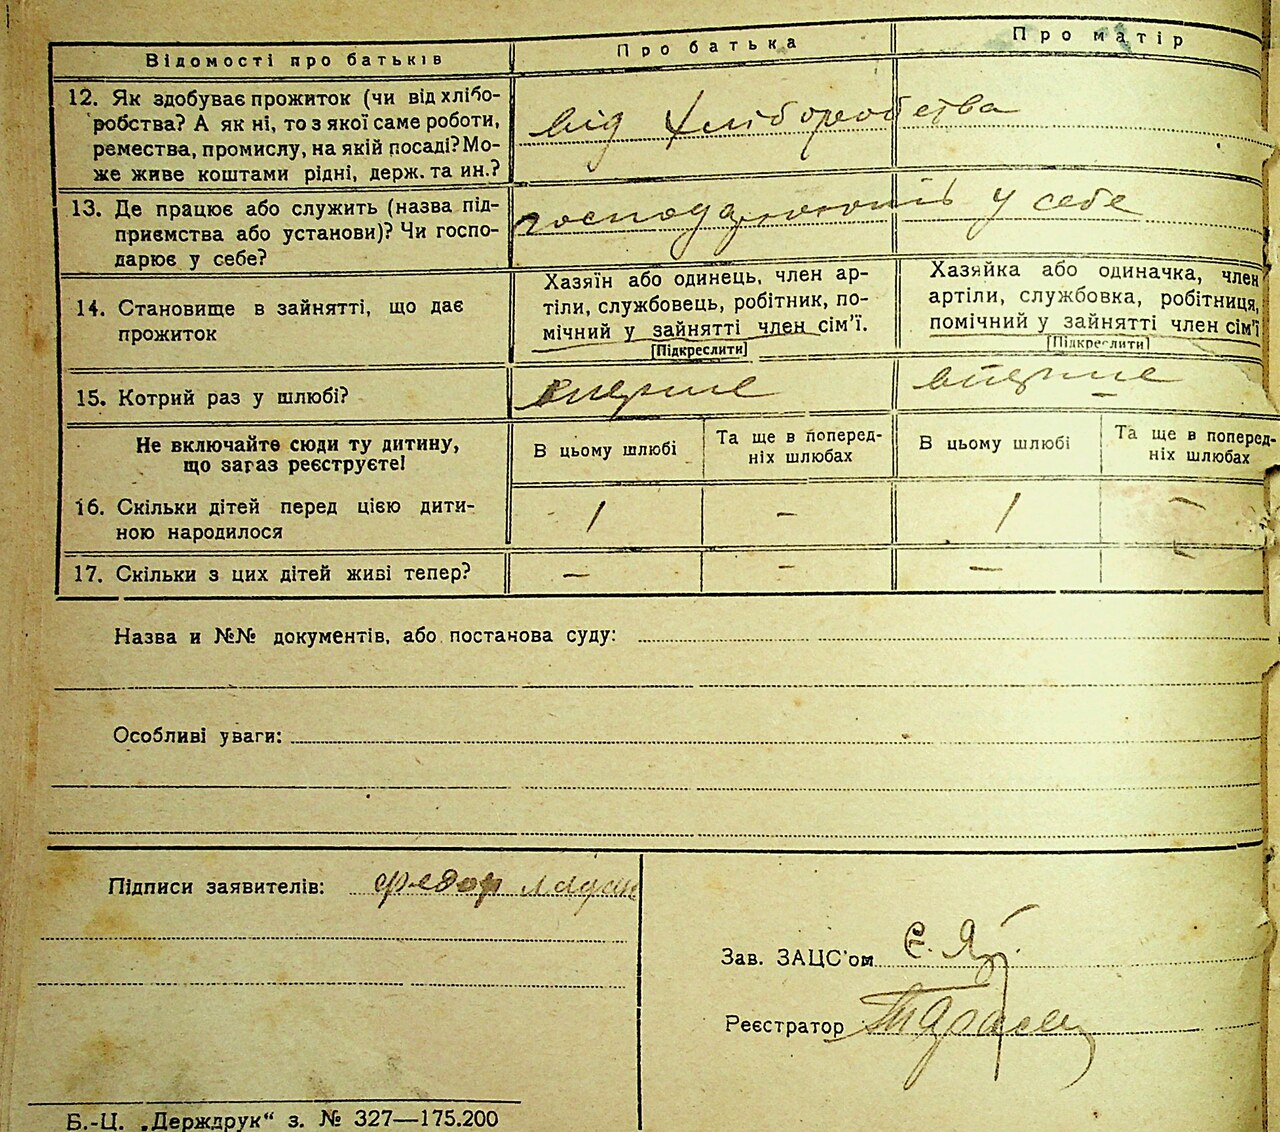 Відомості про батьків Про батька Про матір
12. Як здобуває прожиток (чи від хлібо-
робства? А як ні, то з якої саме роботи,
ремества, промислу, на якій посаді? Мо-
же живе коштами рідні, держ. та ин.?
від хліборобства
13. Де працює або служить (назва під-
приємства або установи)? Чи госпо-
дарює у себе?
господарюють у себе
14. Становище в зайнятті, що дає
прожиток
Хазяїн або одинець, член ар-
тіли, службовець, робітник, по-
мічний у зайнятті член сім’ї.
[Підкреслити]
Хазяйка або одиначка, член
артіли, службовка, робітниця,
помічний у зайнятті член сім’ї
[Підкреслити]
15. Котрий раз у шлюбі? вперше вперше
Не включайте сюди ту дитину,
що зараз реєструєте!
В цьому шлюбі
Та ще в поперед-
ніх шлюбах
В цьому шлюбі
Та ще в поперед-
ніх шлюбах
16. Скільки дітей перед цією дити-
ною народилося
1 – 1 –
17. Скільки з цих дітей живі тепер? – – – –
Назва и №№ документів, або постанова суду:
Особливі уваги:
Підписи заявителів: Федор
Зав. ЗАЦС’ом
Реєстратор
Б.-Ц. „Держдрук“ з. № 327—175.200